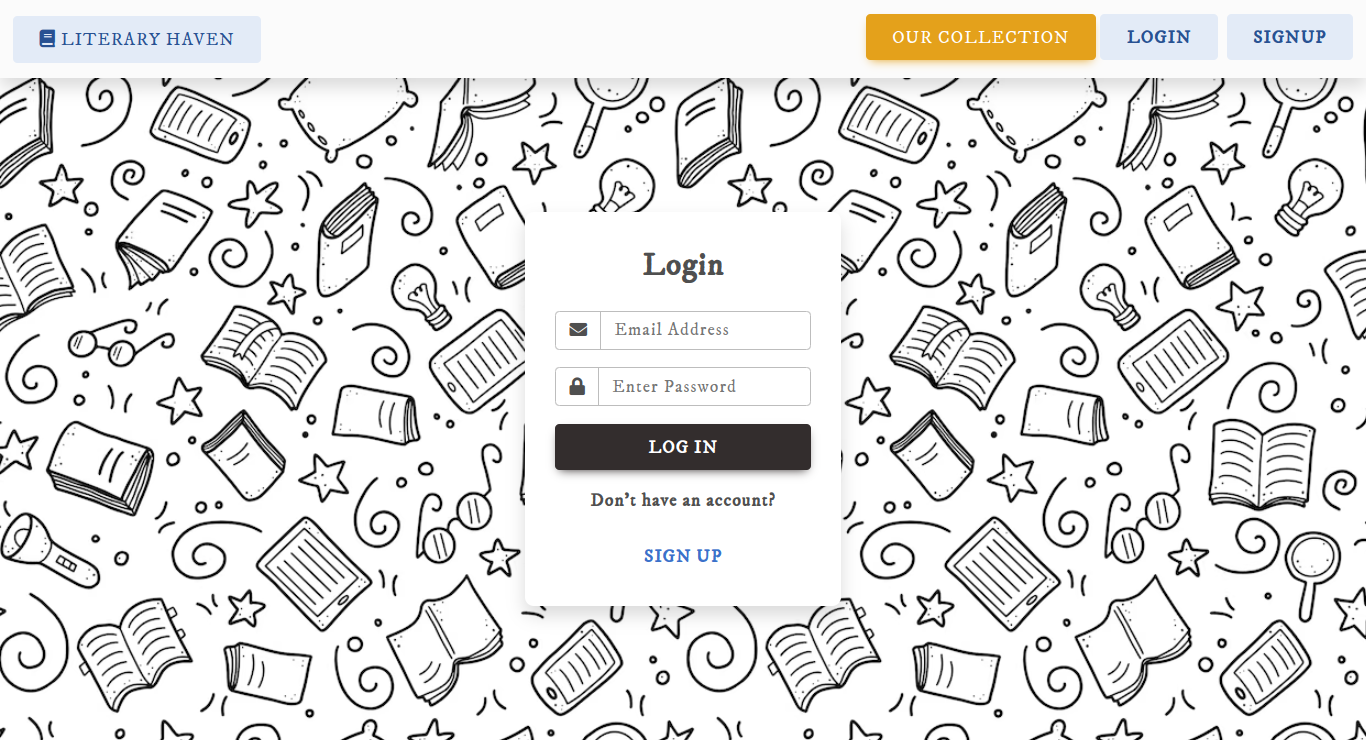 LITERARY HAVEN
OUR COLLECTION
LOGIN
SIGNUP
Login
Email Address
Enter Password
LOG IN
Don't have an account?
SIGN UP